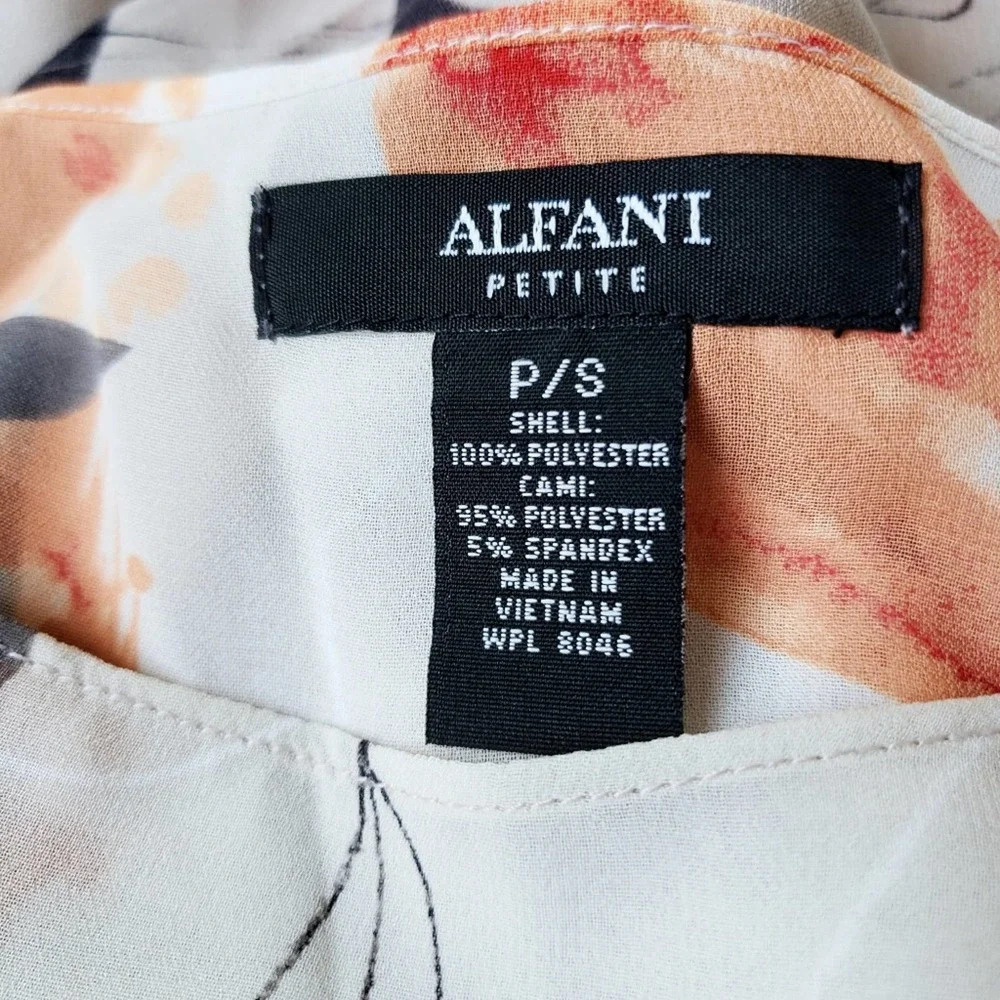 ALFANI
PETITE
P/S
SHELL:
100% POLYESTER
CAMI:
95% POLYESTER
5% SPANDEX
MADE IN
VIETNAM
WPL 8046